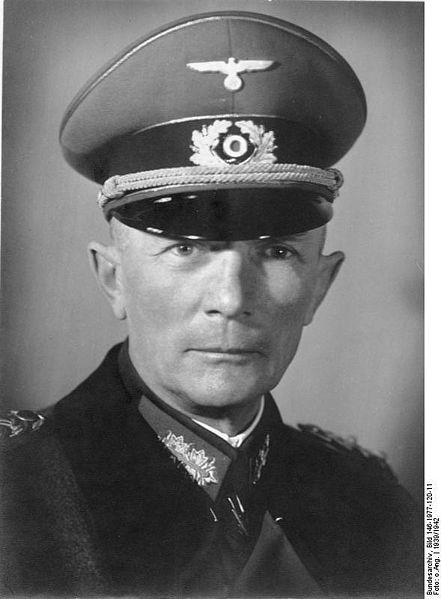 Bundesarchiv, Bild 146-1977-120-11
Foto: o.Ang. | 1939/1942